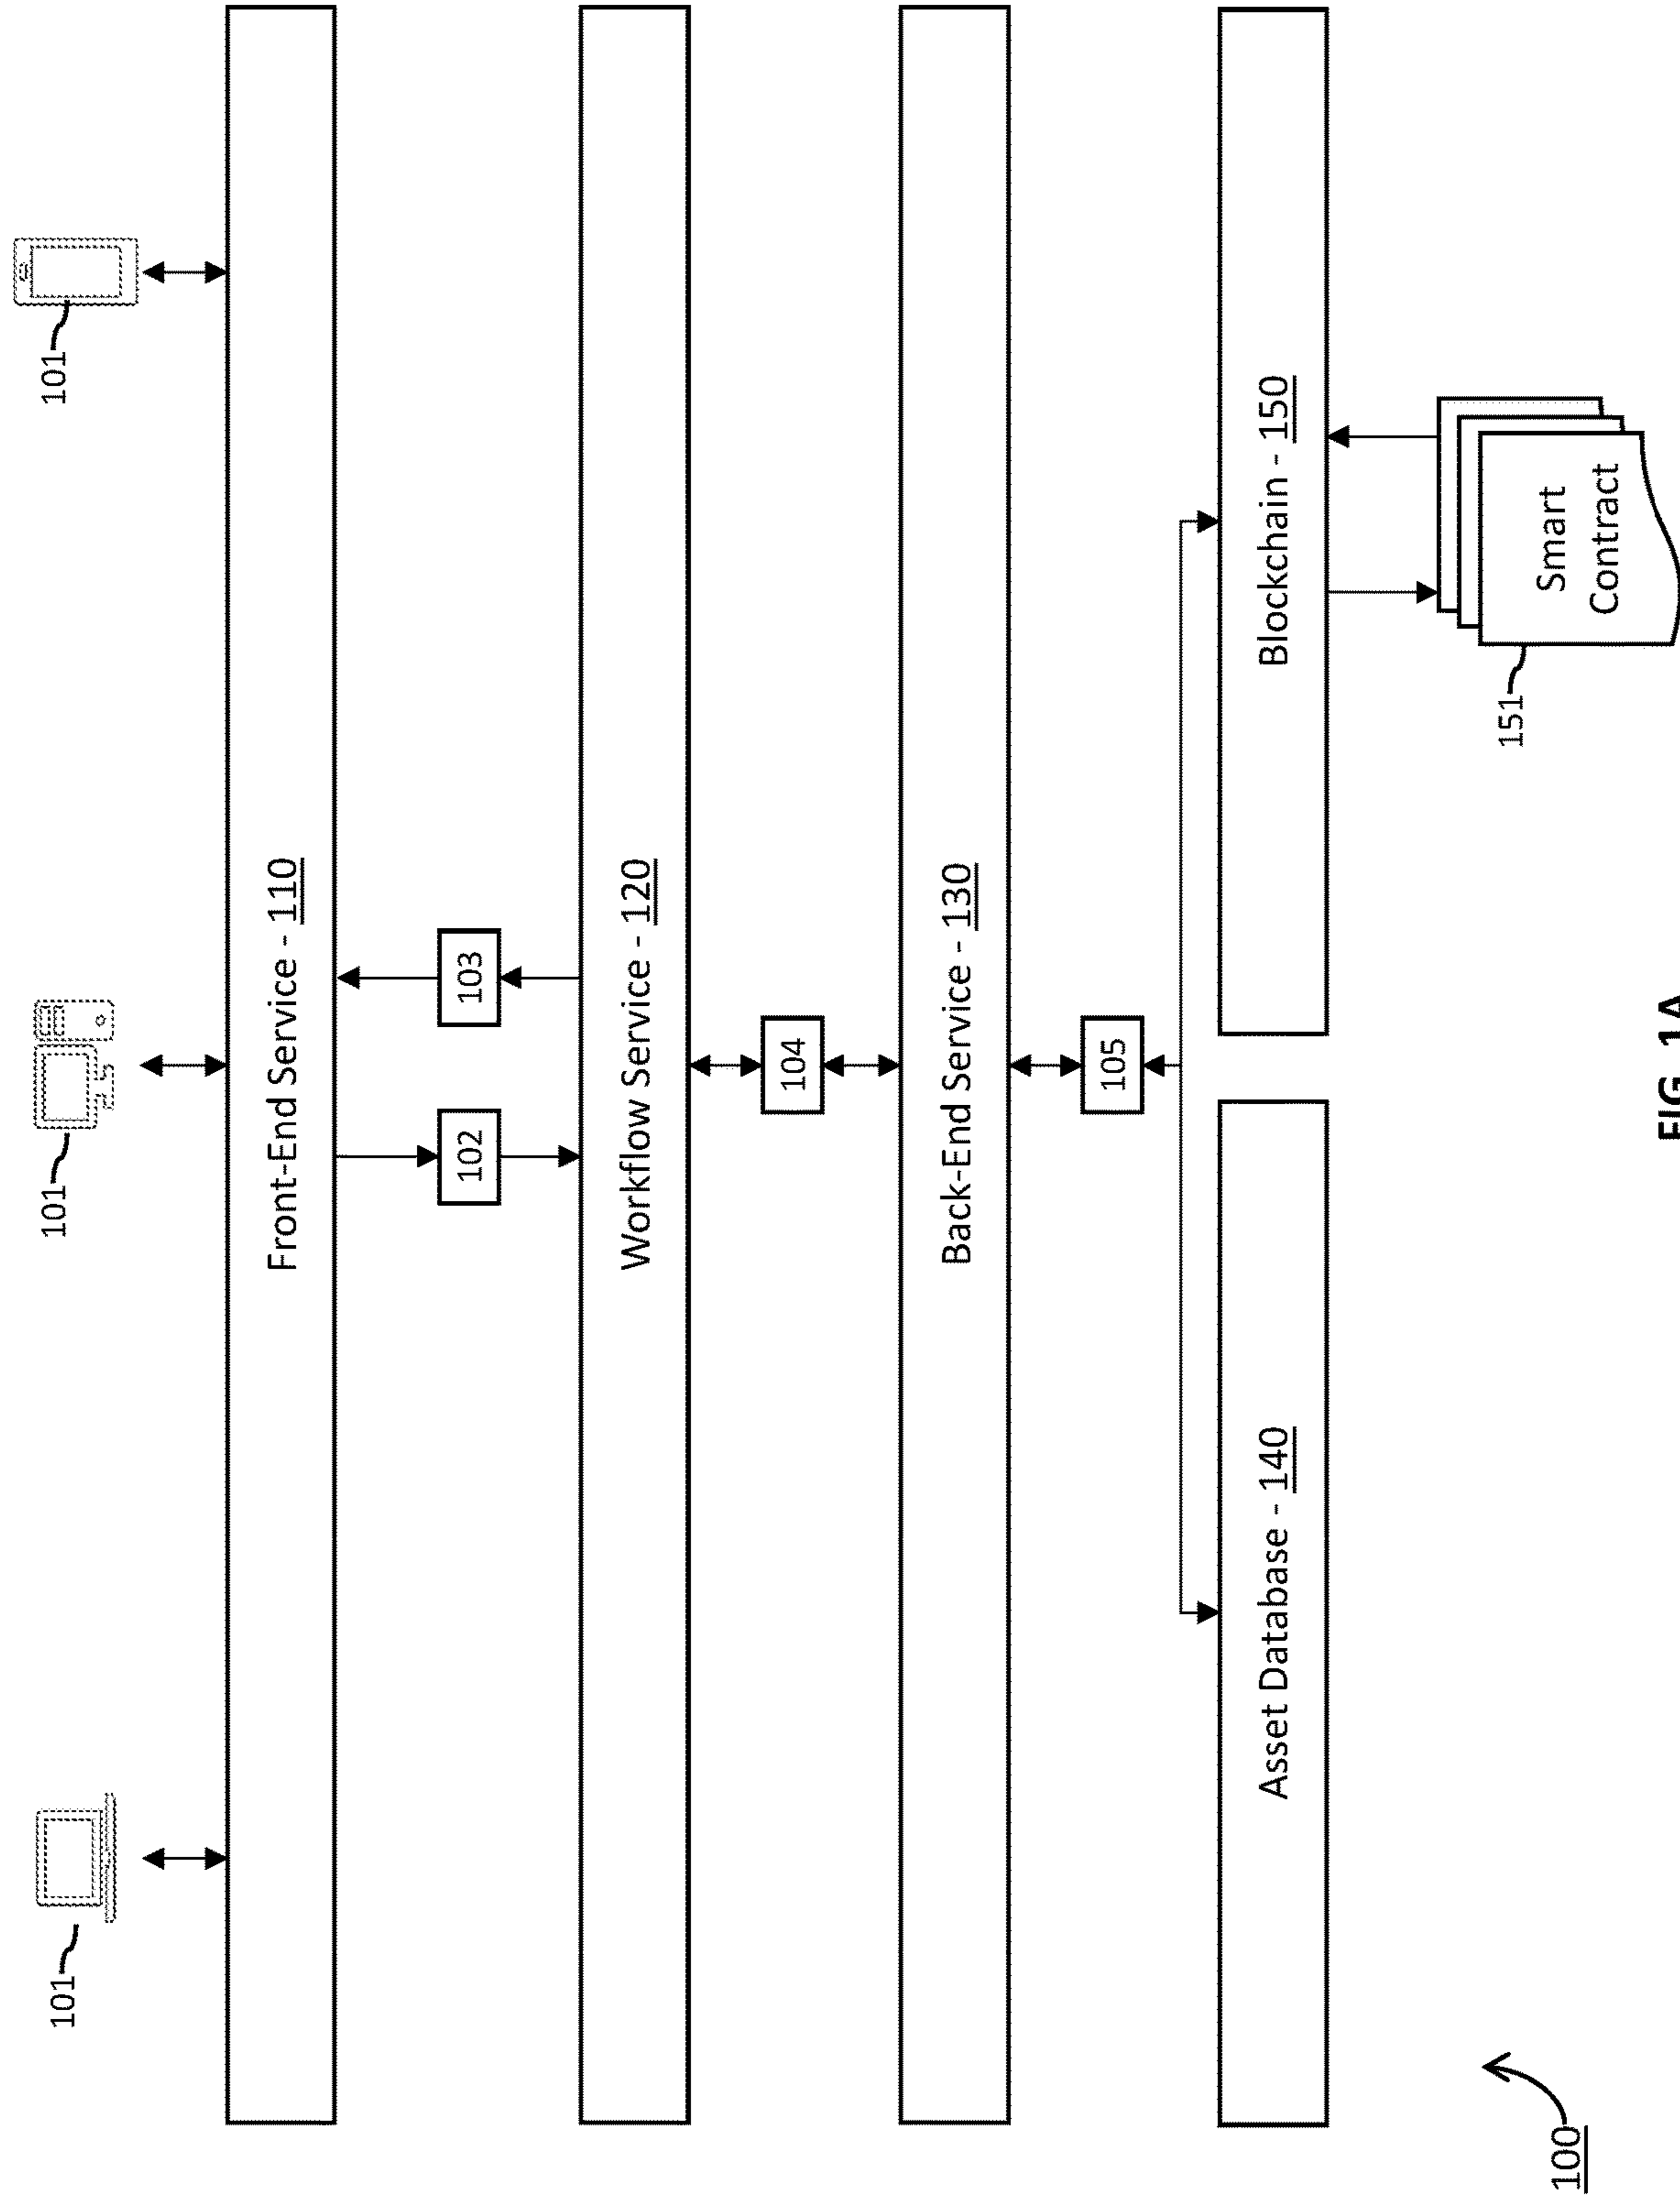 101
101
101
Front-End Service - 110
102
103
Workflow Service - 120
104
Back-End Service - 130
105
Asset Database - 140
Blockchain - 150
151
Smart
Contract
100
FIG. 1A